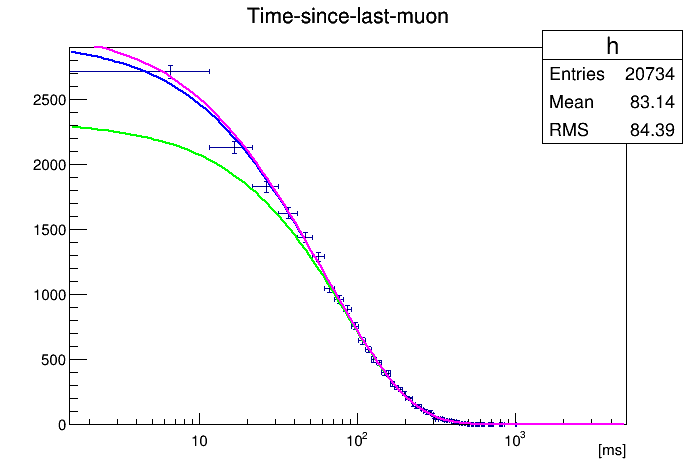 Time-since-last-muon
h
Entries 20734
Mean 83.14
RMS 84.39
2500
2000
1500
1000
500
0
10
10²
10³
[ms]